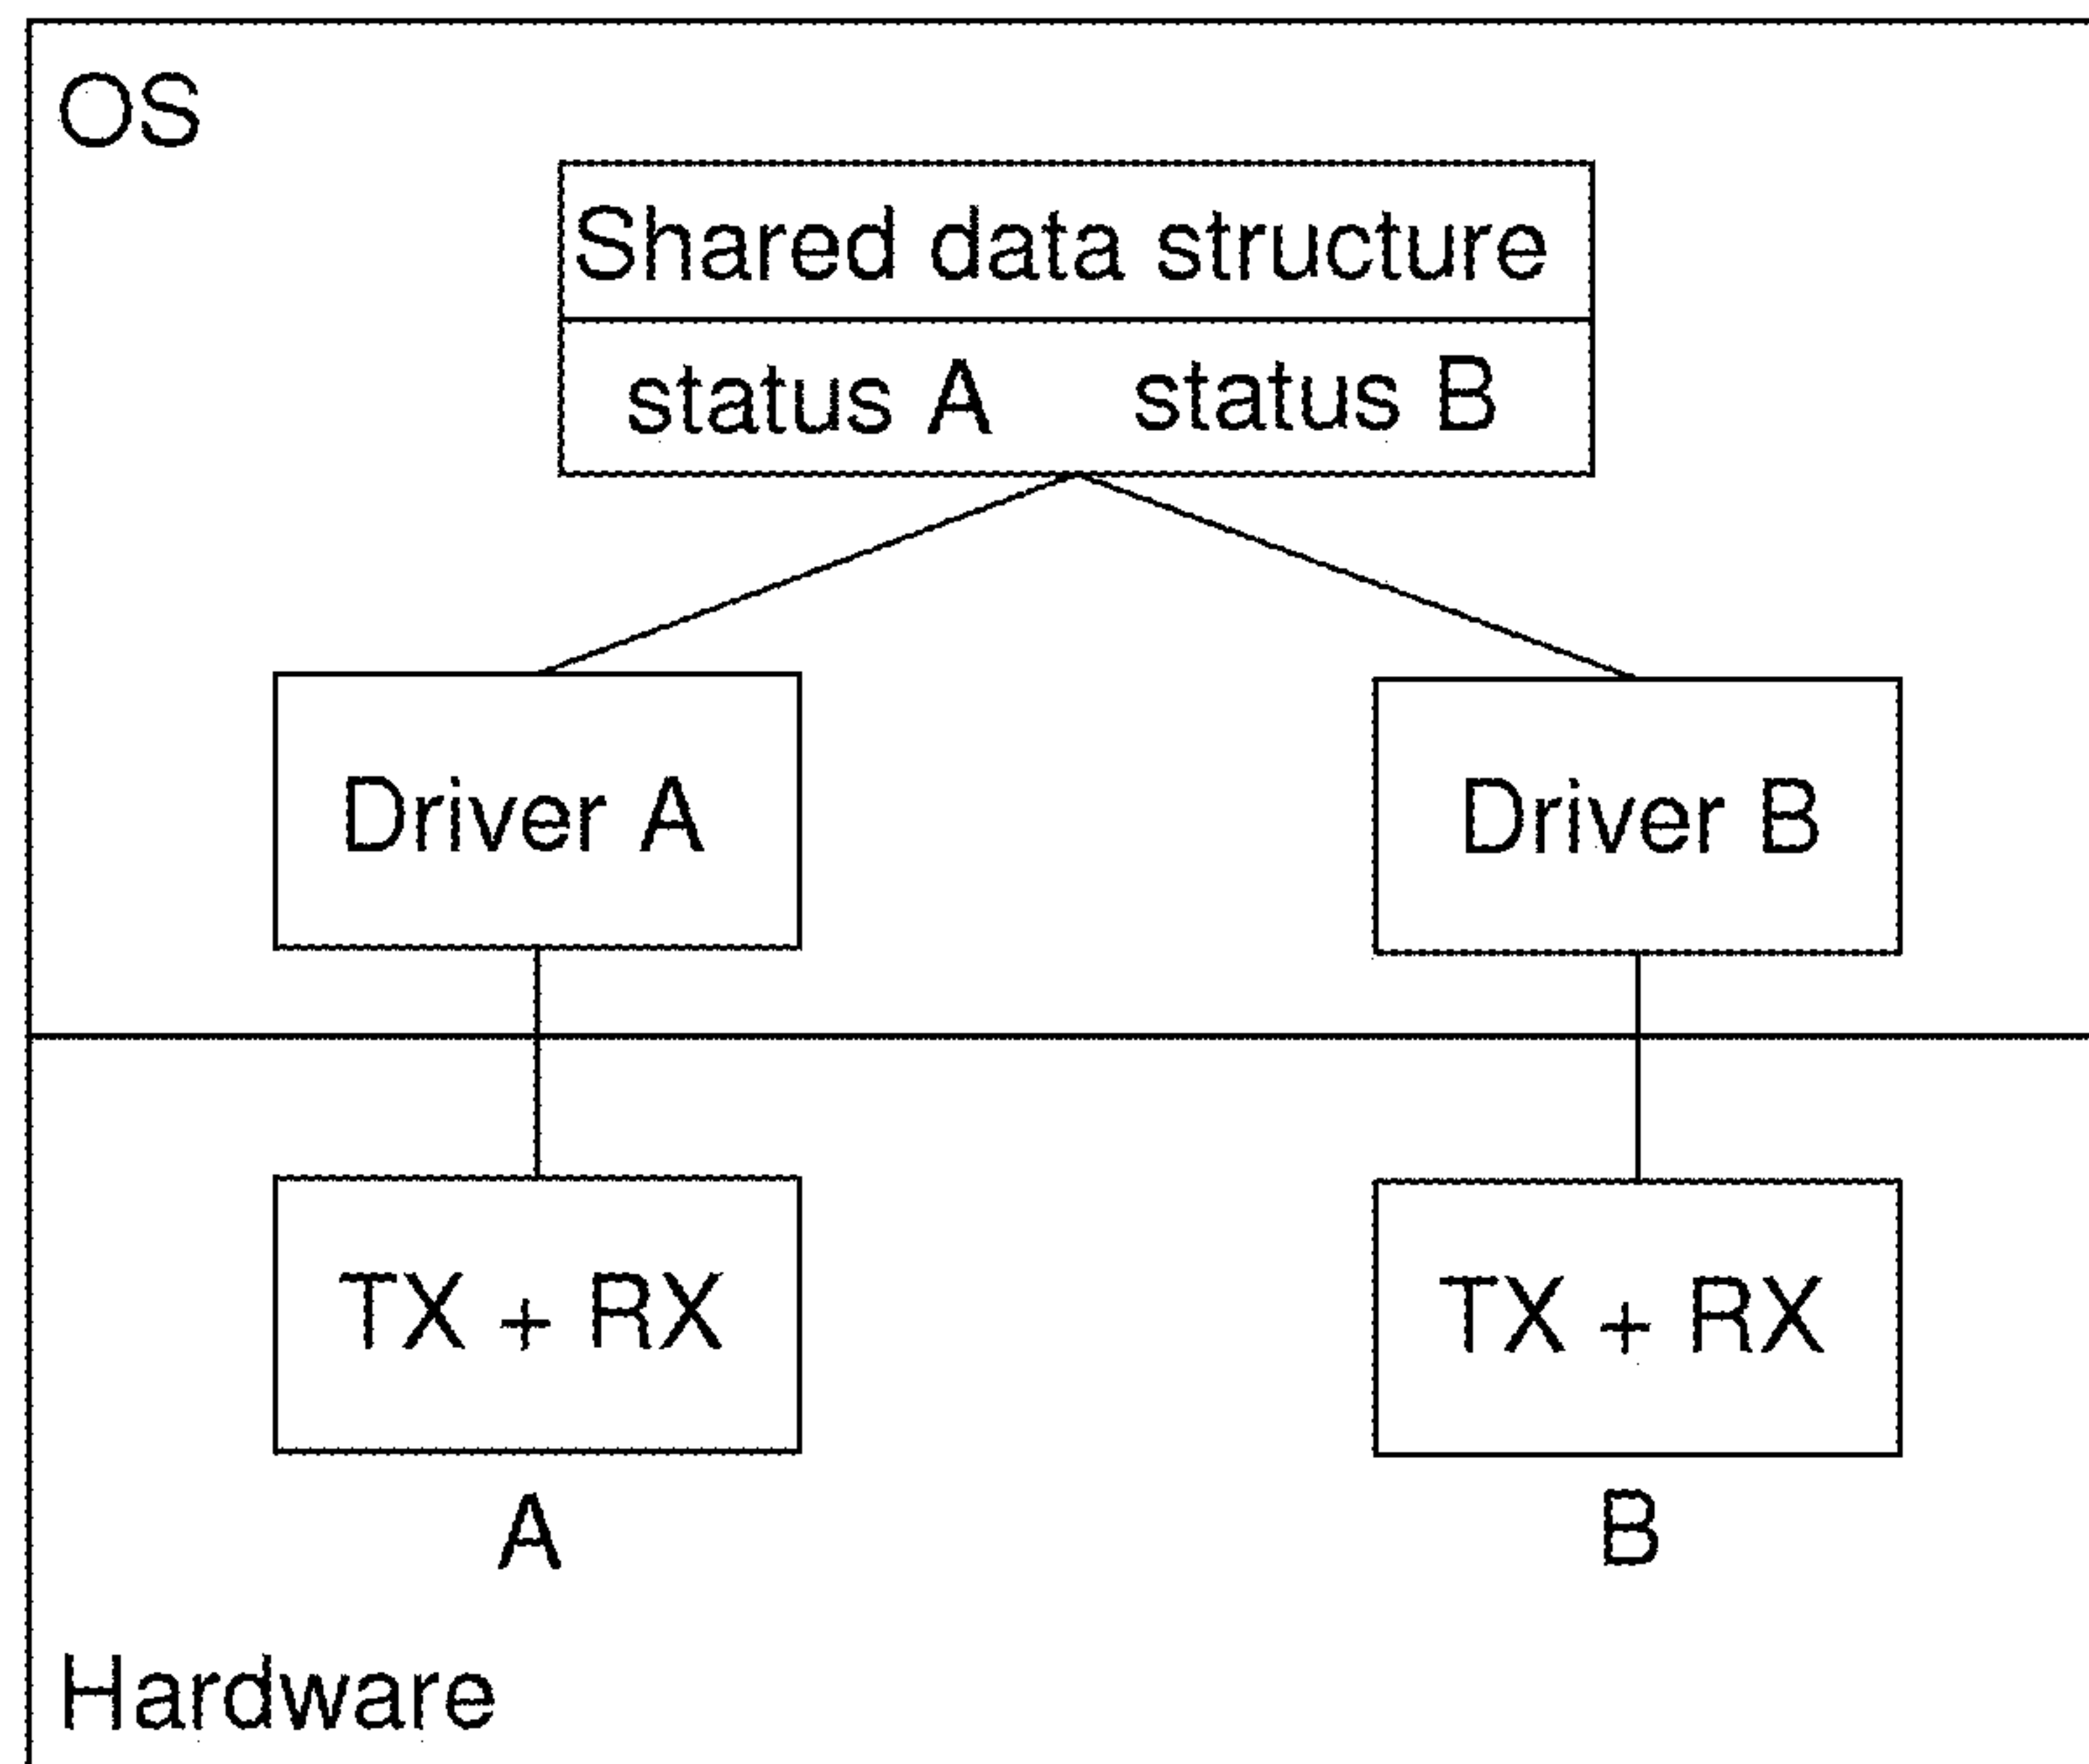 OS
Shared data structure
status A status B
Driver A Driver B
TX + RX TX + RX
A B
Hardware